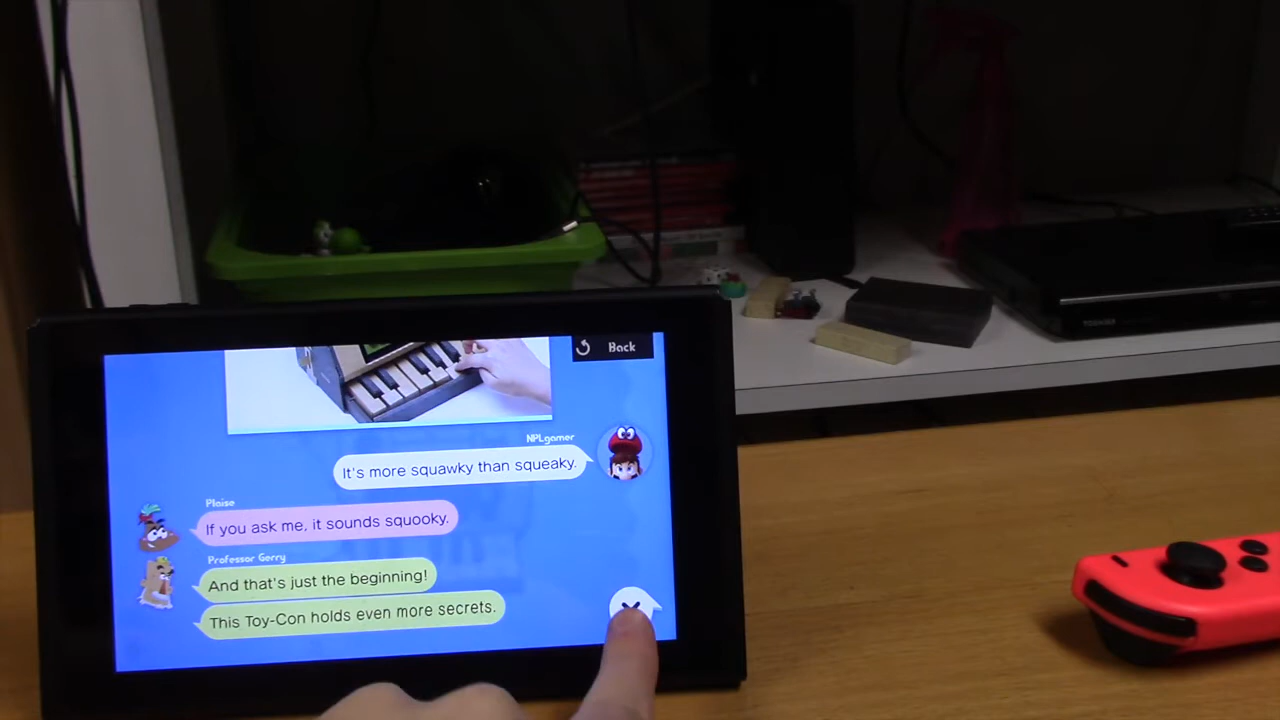 Back
NPLgamer
It's more squawky than squeaky.
Plaise
If you ask me, it sounds squooky.
Professor Gerry
And that's just the beginning!
This Toy-Con holds even more secrets.
TOSHIBA